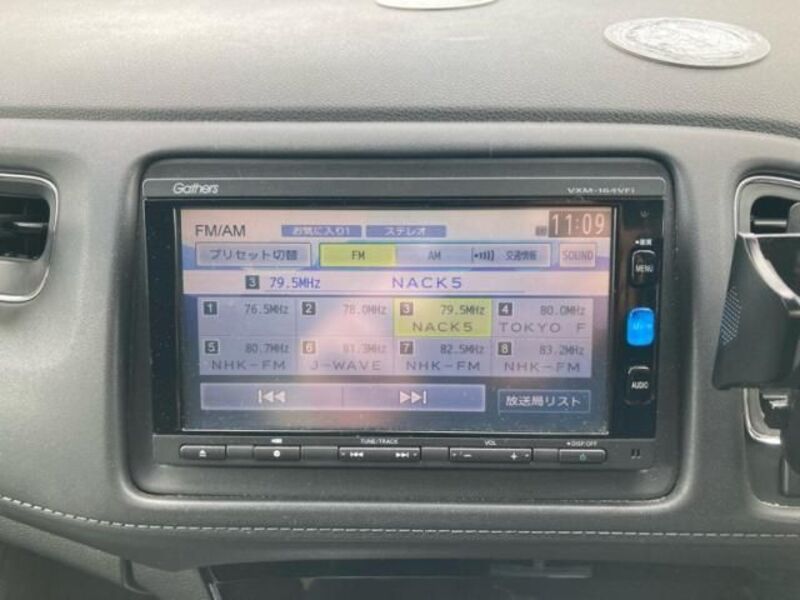 Gathers VXM-164VFi
FM/AM お気に入り1 ステレオ 11:09
プリセット切替 FM AM 交通情報 SOUND
3 79.5MHz NACK5
1 76.5MHz 2 78.0MHz 3 79.5MHz 4 80.0MHz
NACK5 TOKYO F
5 80.7MHz 6 81.3MHz 7 82.5MHz 8 83.2MHz
NHK-FM J-WAVE NHK-FM NHK-FM
放送局リスト
MENU
AUDIO
TUNE/TRACK VOL DISP OFF